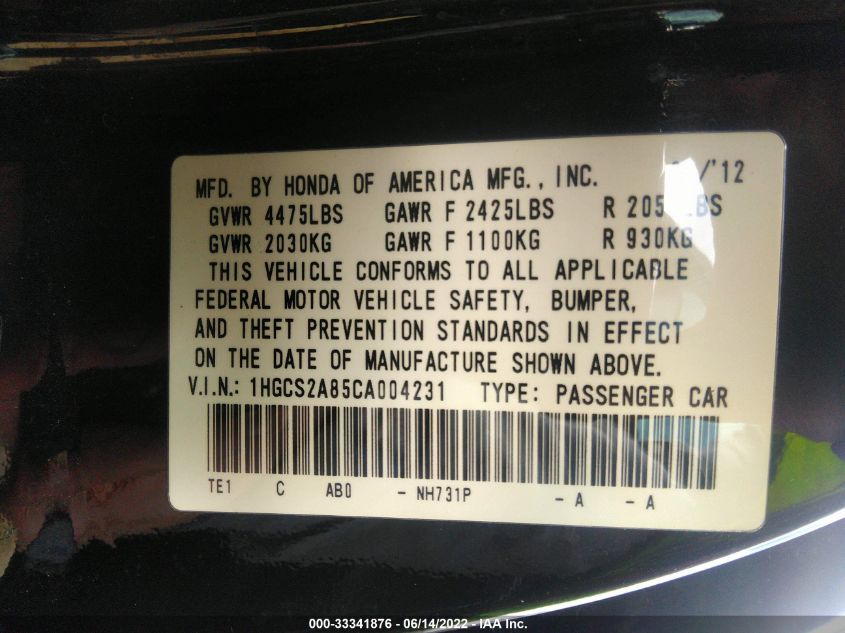 MFD. BY HONDA OF AMERICA MFG., INC. /'12
GVWR 4475LBS GAWR F 2425LBS R
GVWR 2030KG GAWR F 1100KG R 930KG
THIS VEHICLE CONFORMS TO ALL APPLICABLE
FEDERAL MOTOR VEHICLE SAFETY, BUMPER,
AND THEFT PREVENTION STANDARDS IN EFFECT
ON THE DATE OF MANUFACTURE SHOWN ABOVE.
V.I.N.: 1HGCS2A85CA004231 TYPE: PASSENGER CAR
TE1 C AB0 - NH731P - A - A
000-33341876 - 06/14/2022 - IAA Inc.